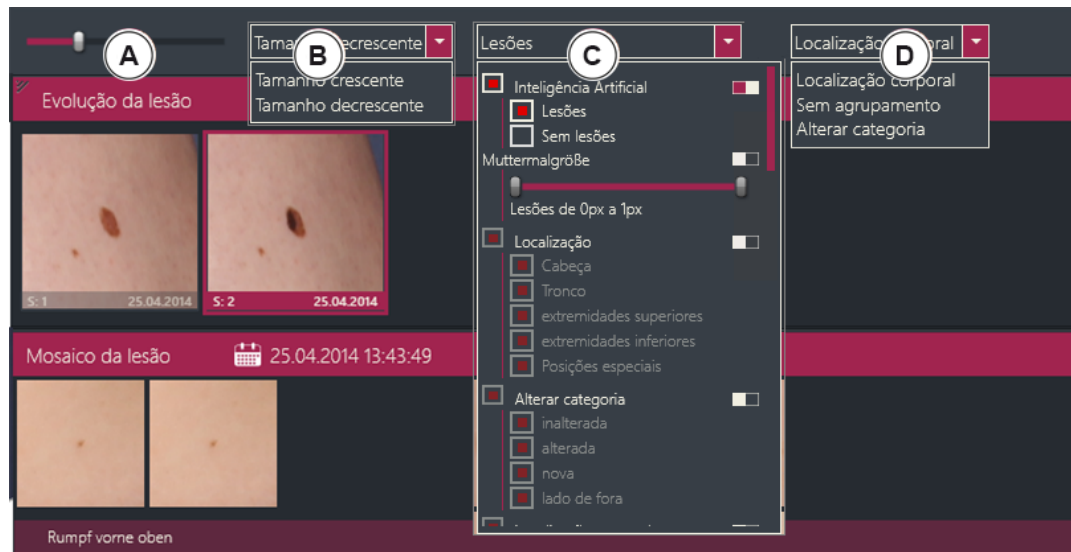 A
B
C
D
decrescente
Lesões
Localização
Tamanho crescente
Tamanho decrescente
Localização corporal
Sem agrupamento
Alterar categoria
Evolução da lesão
Inteligência Artificial
Lesões
Sem lesões
Muttermalgröße
Lesões de 0px a 1px
Localização
Cabeça
Tronco
extremidades superiores
extremidades inferiores
Posições especiais
Alterar categoria
inalterada
alterada
nova
lado de fora
S: 1 25.04.2014
S: 2 25.04.2014
Mosaico da lesão 25.04.2014 13:43:49
Rumpf vorne oben